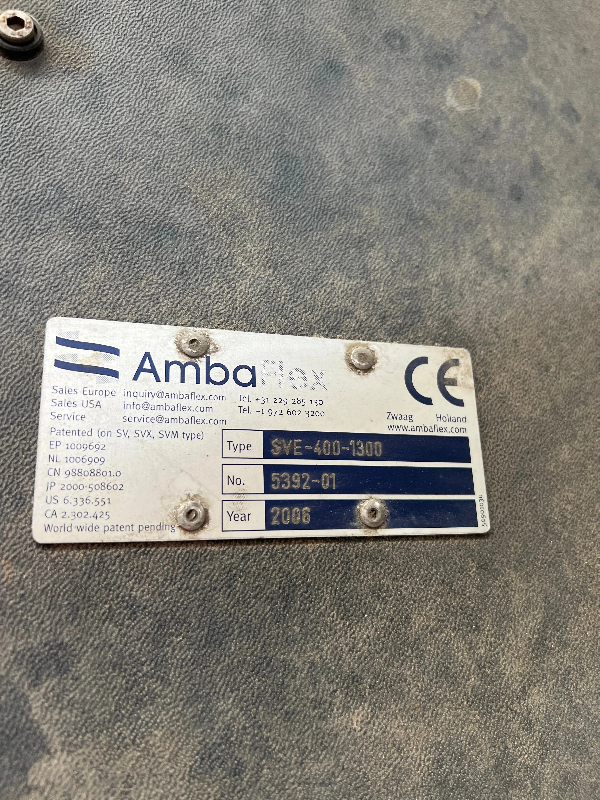 AmbaFlex
CE
Sales Europe inquiry@ambaflex.com Tel. +31 229 285 130
Sales USA info@ambaflex.com Tel. +1 972 602 3200
Service service@ambaflex.com
Zwaag Holland
www.ambaflex.com
Patented (on SV, SVX, SVM type)
EP 1009692
NL 1006909
CN 98808801.0
JP 2000-508602
US 6.336.551
CA 2.302.425
World wide patent pending
Type SVE-400-1300
No. 5392-01
Year 2006